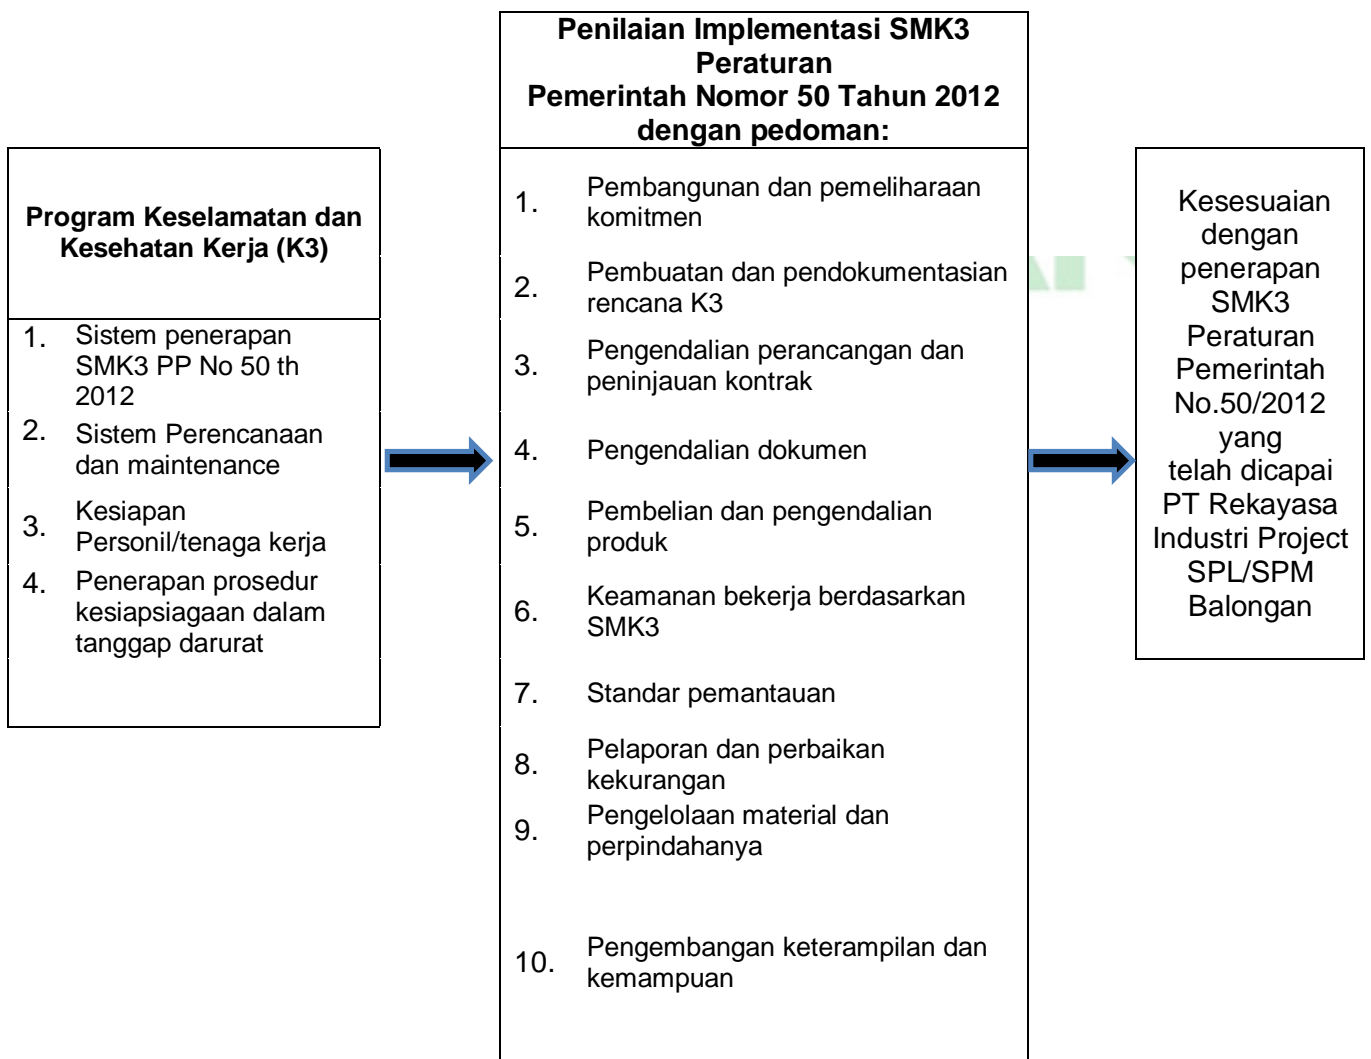 Program Keselamatan dan
Kesehatan Kerja (K3)
1. Sistem penerapan
SMK3 PP No 50 th
2012
2. Sistem Perencanaan
dan maintenance
3. Kesiapan
Personil/tenaga kerja
4. Penerapan prosedur
kesiapsiagaan dalam
tanggap darurat
Penilaian Implementasi SMK3
Peraturan
Pemerintah Nomor 50 Tahun 2012
dengan pedoman:
1. Pembangunan dan pemeliharaan
komitmen
2. Pembuatan dan pendokumentasian
rencana K3
3. Pengendalian perancangan dan
peninjauan kontrak
4. Pengendalian dokumen
5. Pembelian dan pengendalian
produk
6. Keamanan bekerja berdasarkan
SMK3
7. Standar pemantauan
8. Pelaporan dan perbaikan
kekurangan
9. Pengelolaan material dan
perpindahanya
10. Pengembangan keterampilan dan
kemampuan
Kesesuaian
dengan
penerapan
SMK3
Peraturan
Pemerintah
No.50/2012
yang
telah dicapai
PT Rekayasa
Industri Project
SPL/SPM
Balongan